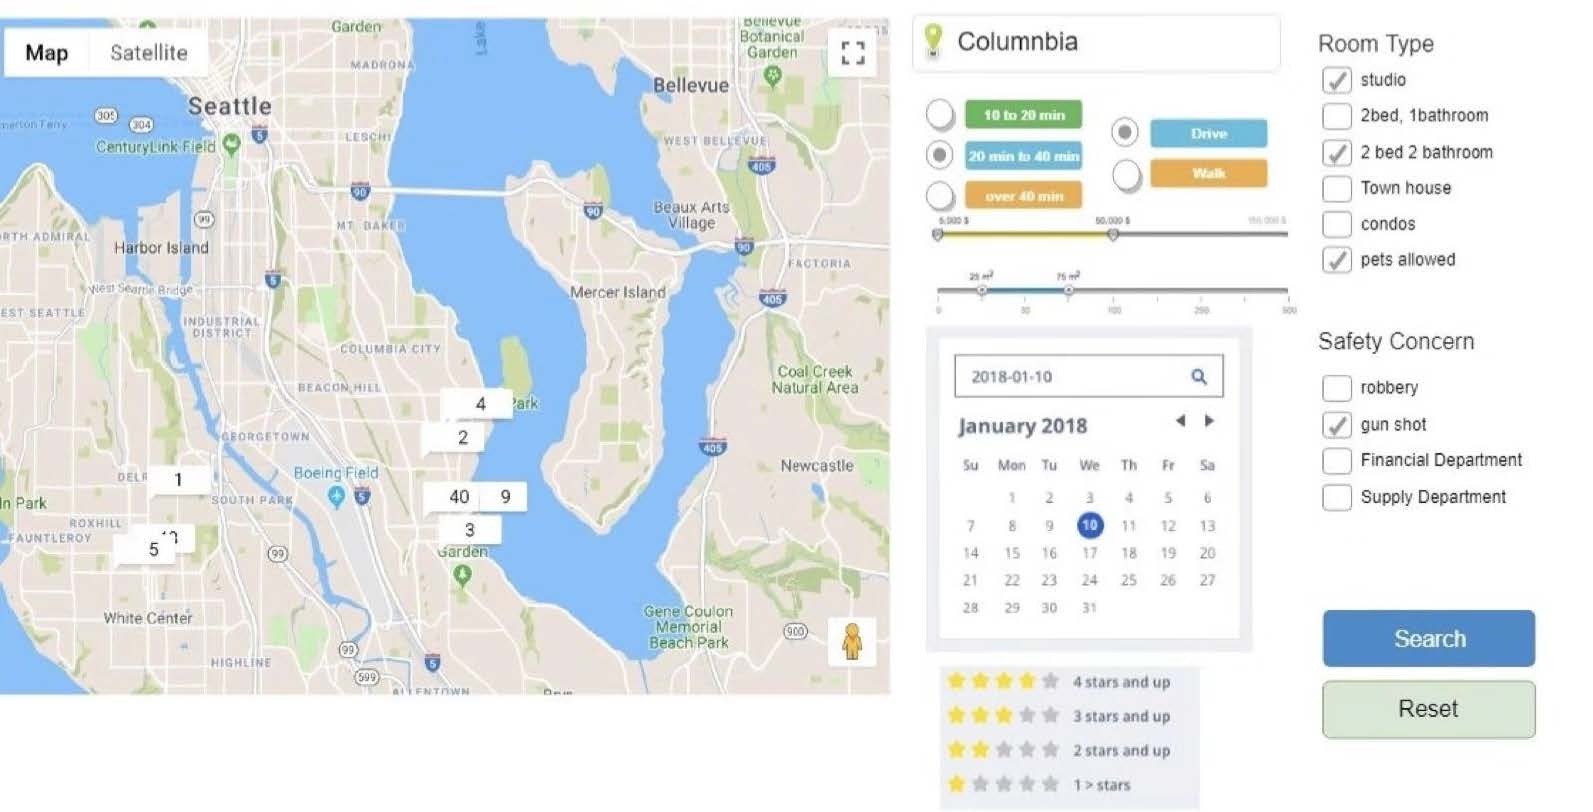 Map
Satellite
Garden
Lake
Bellevue
Botanical
Garden
MADRONA
Bellevue
Seattle
305
304
5
CenturyLink Field
LESCHI
WEST BELLEVUE
405
90
90
Beaux Arts
Village
99
MT. BAKER
90
RTH ADMIRAL
Harbor Island
FACTORIA
5
West Seattle Bridge
Mercer Island
405
EST SEATTLE
INDUSTRIAL
DISTRICT
COLUMBIA CITY
Coal Creek
Natural Area
BEACON HILL
4
Park
2
GEORGETOWN
405
Boeing Field
Newcastle
DELR
1
5
40
9
ln Park
SOUTH PARK
ROXHILL
3
FAUNTLEROY
5
99
Garden
White Center
Gene Coulon
Memorial
Beach Park
900
99
HIGHLINE
5
599
ALLENTOWN
Columnbia
10 to 20 min
20 min to 40 min
over 40 min
Drive
Walk
5,000 $
50,000 $
25 m²
75 m²
0
50
100
250
500
2018-01-10
January 2018
Su Mon Tu We Th Fr Sa
1 2 3 4 5 6
7 8 9 10 11 12 13
14 15 16 17 18 19 20
21 22 23 24 25 26 27
28 29 30 31
4 stars and up
3 stars and up
2 stars and up
1 > stars
Room Type
studio
2bed, 1bathroom
2 bed 2 bathroom
Town house
condos
pets allowed
Safety Concern
robbery
gun shot
Financial Department
Supply Department
Search
Reset